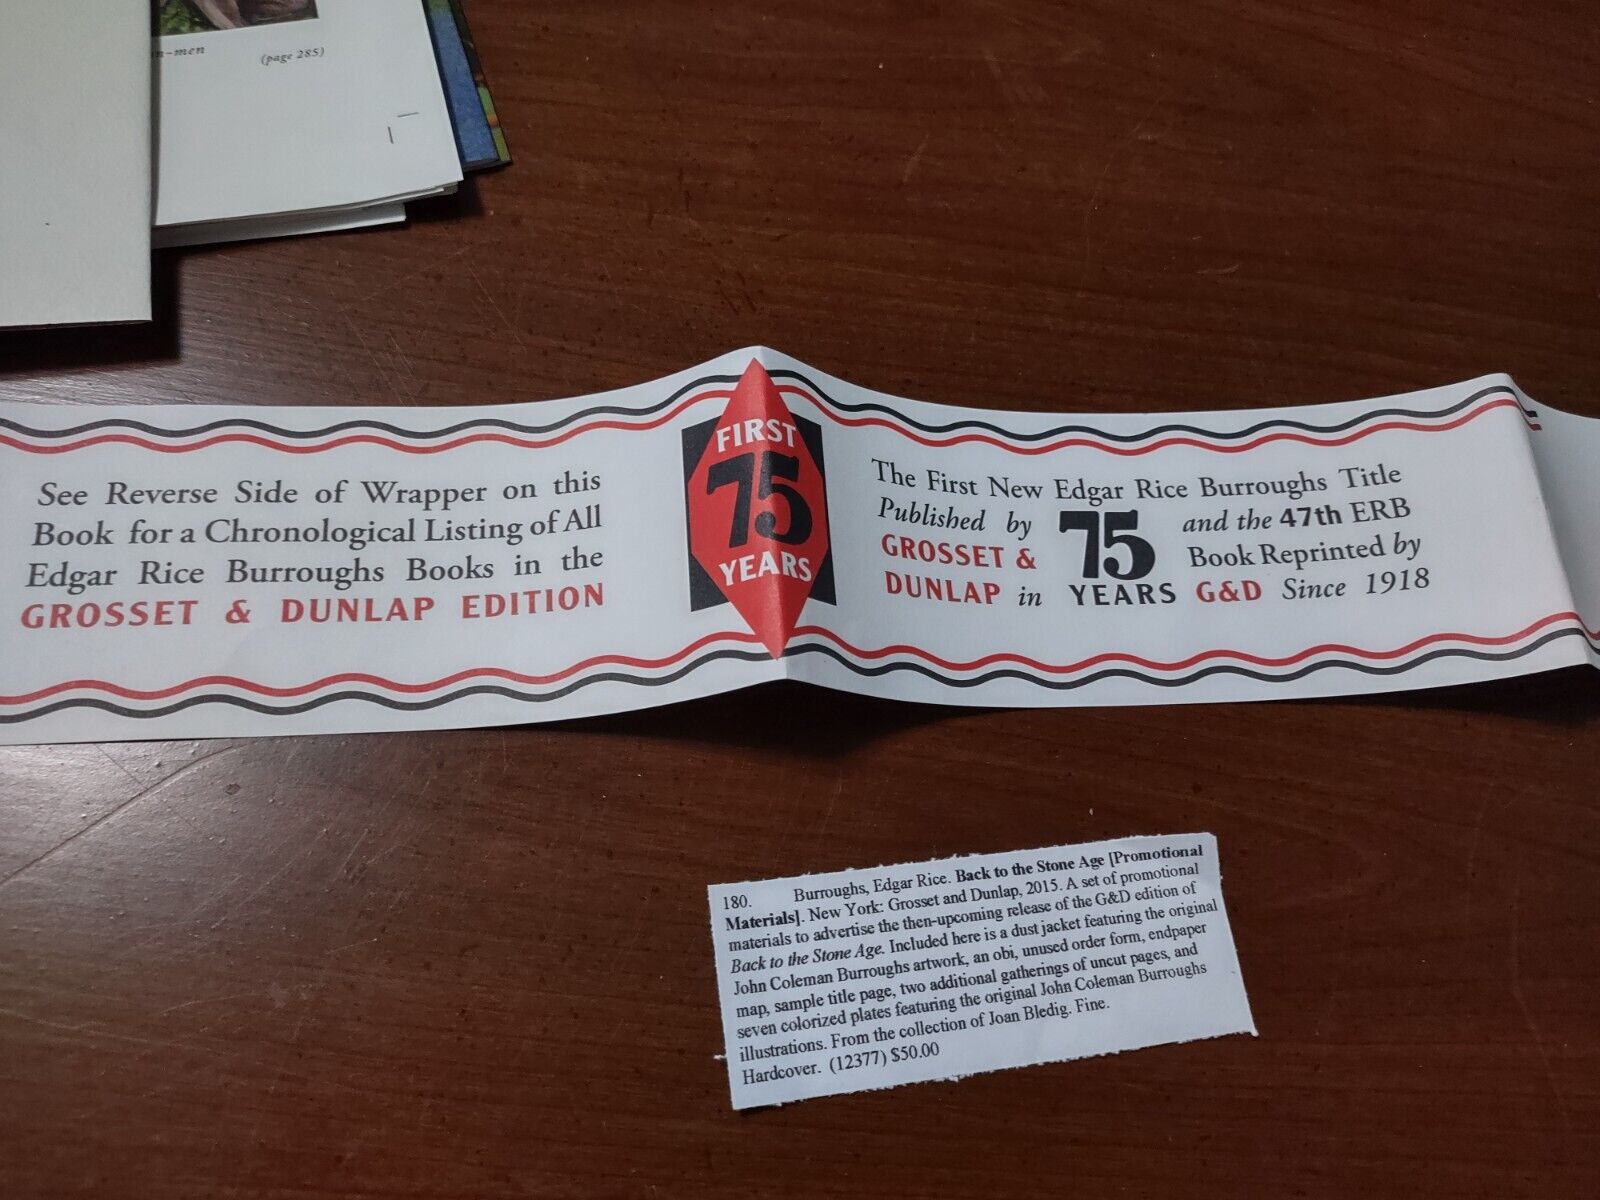 n-men (page 285)
See Reverse Side of Wrapper on this
Book for a Chronological Listing of All
Edgar Rice Burroughs Books in the
GROSSET & DUNLAP EDITION
FIRST
75
YEARS
The First New Edgar Rice Burroughs Title
Published by 75 and the 47th ERB
GROSSET & Book Reprinted by
DUNLAP in YEARS G&D Since 1918
180. Burroughs, Edgar Rice. Back to the Stone Age [Promotional
Materials]. New York: Grosset and Dunlap, 2015. A set of promotional
materials to advertise the then-upcoming release of the G&D edition of
Back to the Stone Age. Included here is a dust jacket featuring the original
John Coleman Burroughs artwork, an obi, unused order form, endpaper
map, sample title page, two additional gatherings of uncut pages, and
seven colorized plates featuring the original John Coleman Burroughs
illustrations. From the collection of Joan Bledig. Fine.
Hardcover. (12377) $50.00